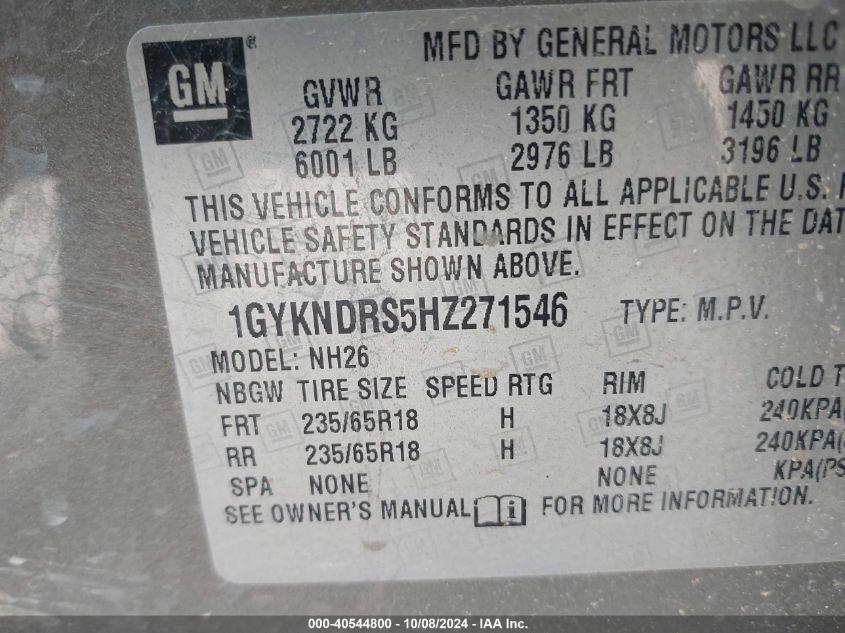 GM ®
MFD BY GENERAL MOTORS LLC
GVWR GAWR FRT GAWR RR
2722 KG 1350 KG 1450 KG
6001 LB 2976 LB 3196 LB
THIS VEHICLE CONFORMS TO ALL APPLICABLE U.S.
VEHICLE SAFETY STANDARDS IN EFFECT ON THE DAT
MANUFACTURE SHOWN ABOVE.
1GYKNDRS5HZ271546 TYPE: M.P.V.
MODEL: NH26
NBGW TIRE SIZE SPEED RTG RIM COLD T
FRT 235/65R18 H 18X8J 240KPA(
RR 235/65R18 H 18X8J 240KPA(
SPA NONE NONE KPA(PS
SEE OWNER'S MANUAL i FOR MORE INFORMATION.
000-40544800 - 10/08/2024 - IAA Inc.